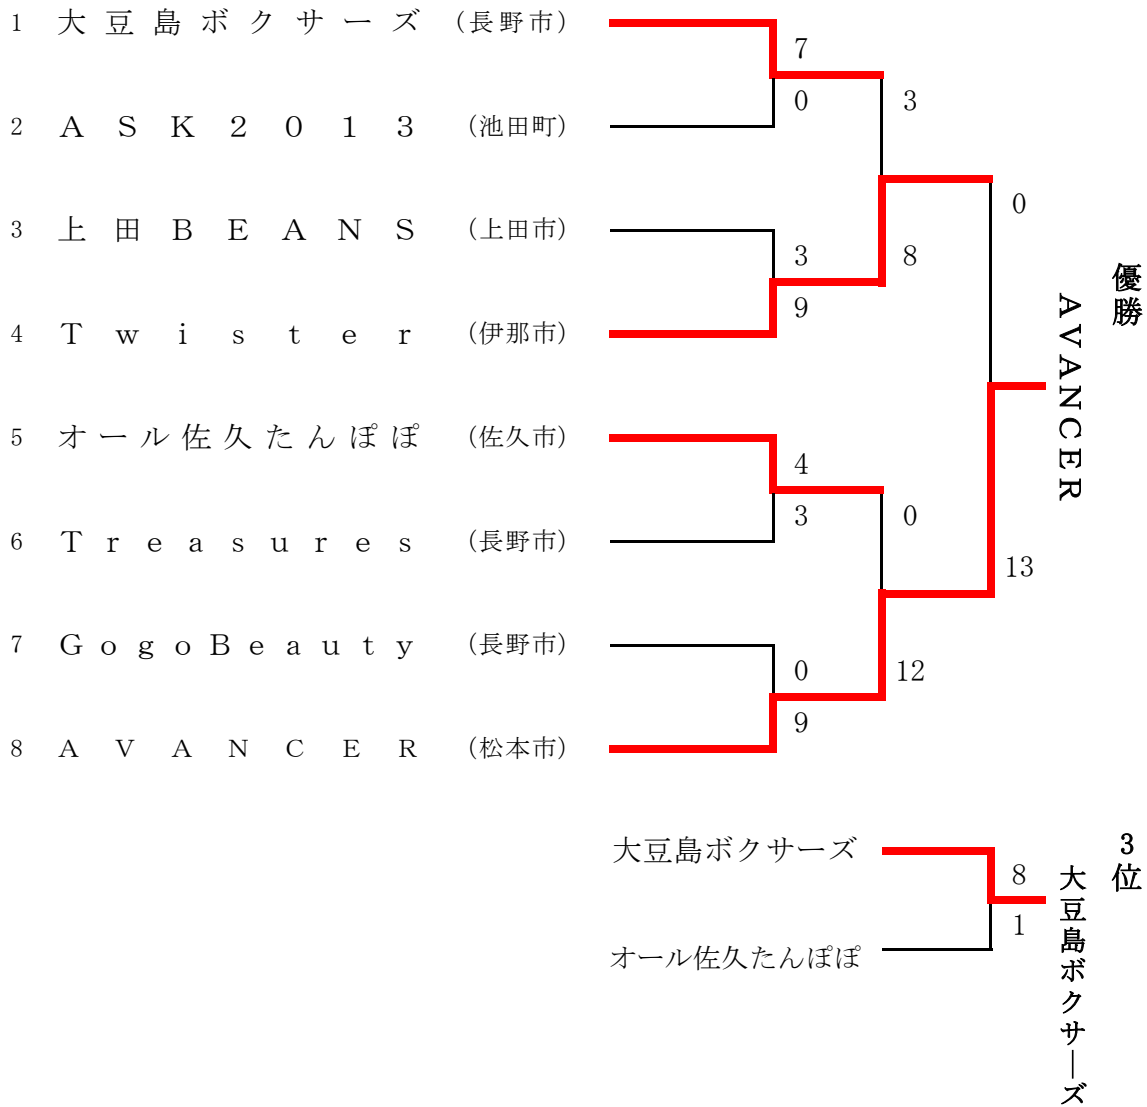 1 大豆島ボクサーズ (長野市)
7
0
3
2 ASK2013 (池田町)
0
3 上田BEANS (上田市)
3
9
8
4 Twister (伊那市)
優勝
AVANCER
5 オール佐久たんぽぽ (佐久市)
4
3
0
6 Treasures (長野市)
13
7 GogoBeauty (長野市)
0
9
12
8 AVANCER (松本市)
大豆島ボクサーズ
8
1
オール佐久たんぽぽ
3位
大豆島ボクサーズ